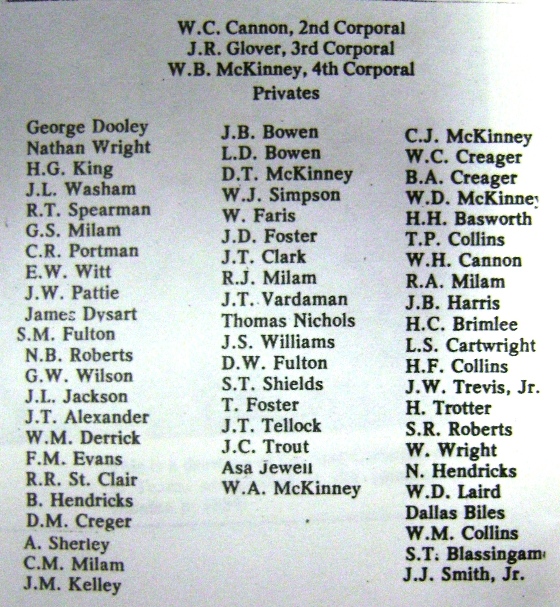 W.C. Cannon, 2nd Corporal
J.R. Glover, 3rd Corporal
W.B. McKinney, 4th Corporal
Privates
George Dooley
Nathan Wright
H.G. King
J.L. Washam
R.T. Spearman
G.S. Milam
C.R. Portman
E.W. Witt
J.W. Pattie
James Dysart
S.M. Fulton
N.B. Roberts
G.W. Wilson
J.L. Jackson
J.T. Alexander
W.M. Derrick
F.M. Evans
R.R. St. Clair
B. Hendricks
D.M. Creger
A. Sherley
C.M. Milam
J.M. Kelley
J.B. Bowen
L.D. Bowen
D.T. McKinney
W.J. Simpson
W. Faris
J.D. Foster
J.T. Clark
R.J. Milam
J.T. Vardaman
Thomas Nichols
J.S. Williams
D.W. Fulton
S.T. Shields
T. Foster
J.T. Tellock
J.C. Trout
Asa Jewell
W.A. McKinney
C.J. McKinney
W.C. Creager
B.A. Creager
W.D. McKinney
H.H. Basworth
T.P. Collins
W.H. Cannon
R.A. Milam
J.B. Harris
H.C. Brimlee
L.S. Cartwright
H.F. Collins
J.W. Trevis, Jr.
H. Trotter
S.R. Roberts
W. Wright
N. Hendricks
W.D. Laird
Dallas Biles
W.M. Collins
S.T. Blassingam
J.J. Smith, Jr.